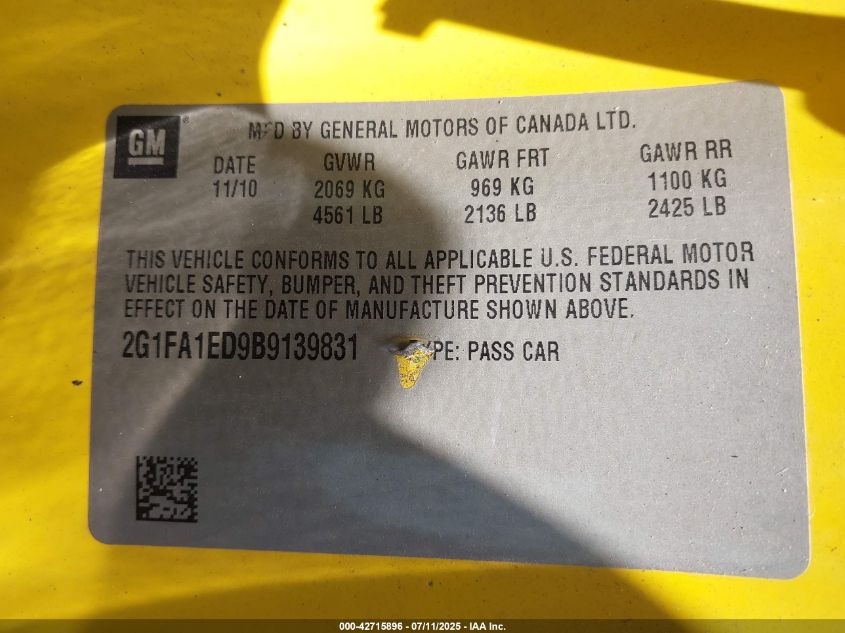 GM ®
MFD BY GENERAL MOTORS OF CANADA LTD.
DATE GVWR GAWR FRT GAWR RR
11/10 2069 KG 969 KG 1100 KG
4561 LB 2136 LB 2425 LB
THIS VEHICLE CONFORMS TO ALL APPLICABLE U.S. FEDERAL MOTOR
VEHICLE SAFETY, BUMPER, AND THEFT PREVENTION STANDARDS IN
EFFECT ON THE DATE OF MANUFACTURE SHOWN ABOVE.
2G1FA1ED9B9139831 TYPE: PASS CAR
000-42715896 - 07/11/2025 - IAA Inc.